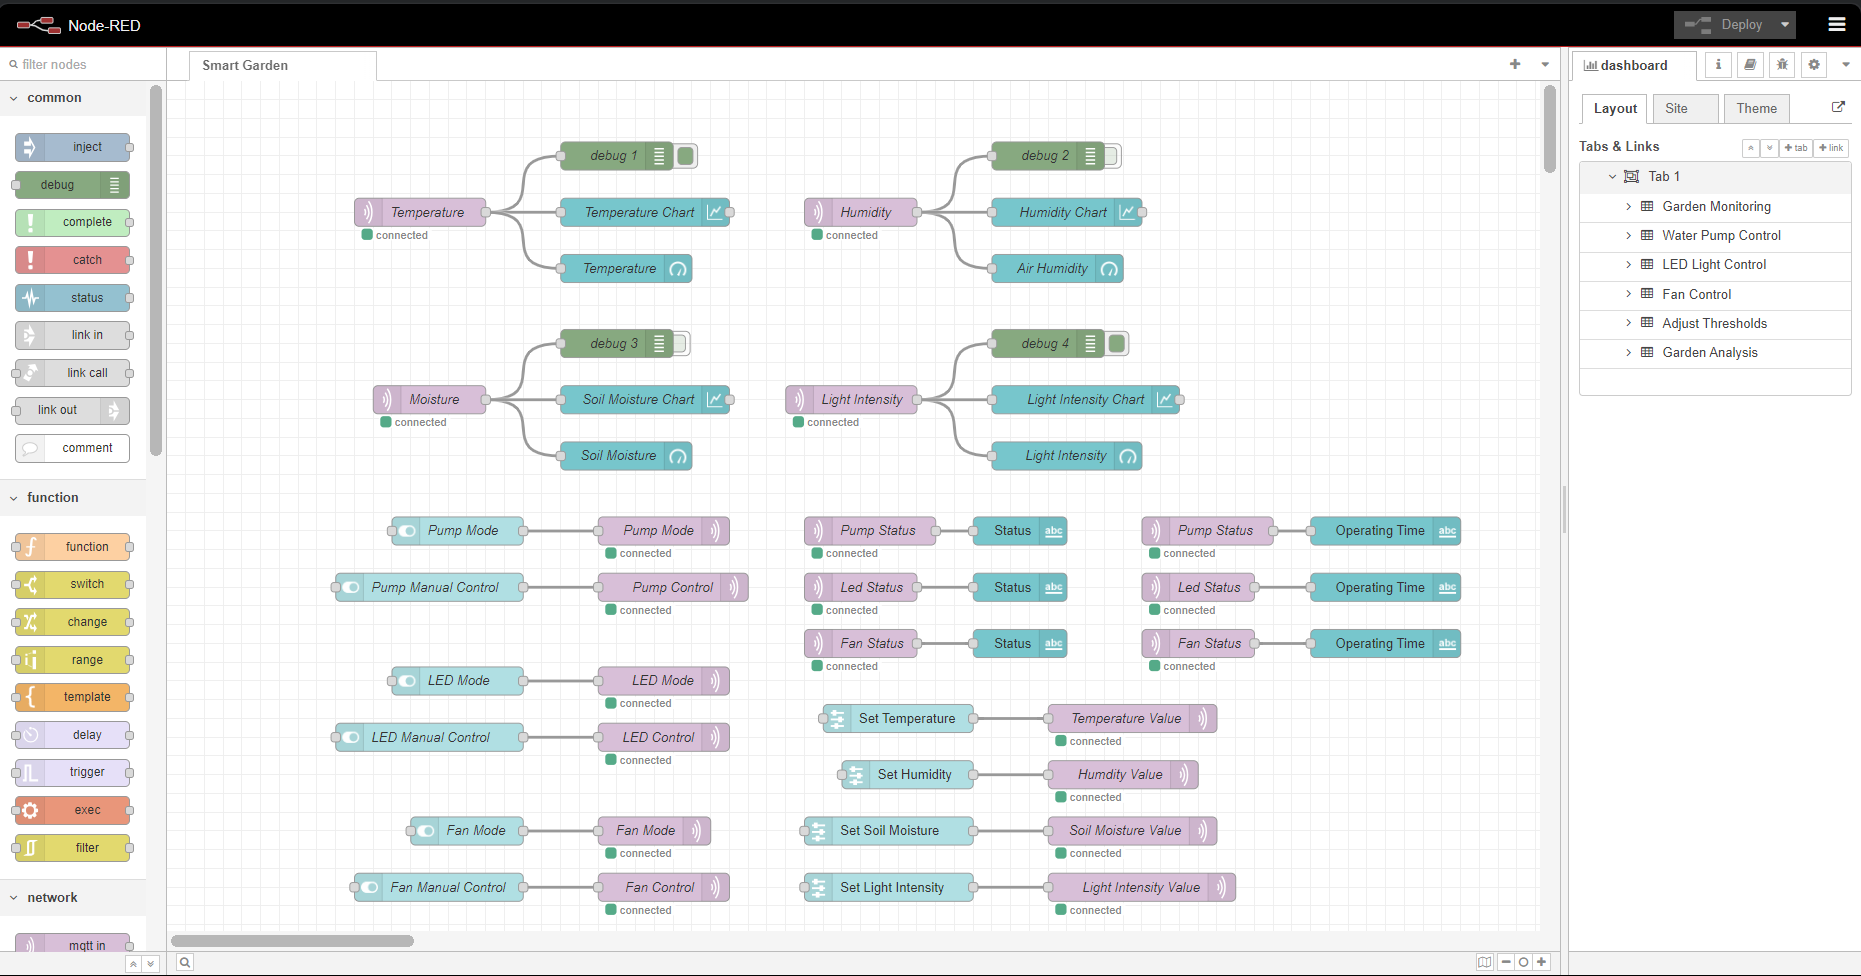 Node-RED
Deploy
filter nodes
common
inject
debug
complete
catch
status
link in
link call
link out
comment
function
function
switch
change
range
template
delay
trigger
exec
filter
network
mqtt in
Smart Garden
debug 1
debug 2
Temperature
connected
Temperature Chart
Humidity
connected
Humidity Chart
Temperature
Air Humidity
debug 3
debug 4
Moisture
connected
Soil Moisture Chart
Light Intensity
connected
Light Intensity Chart
Soil Moisture
Light Intensity
Pump Mode
Pump Mode
connected
Pump Status
connected
Status
abc
Pump Status
connected
Operating Time
abc
Pump Manual Control
Pump Control
connected
Led Status
connected
Status
abc
Led Status
connected
Operating Time
abc
Fan Status
connected
Status
abc
Fan Status
connected
Operating Time
abc
LED Mode
LED Mode
connected
Set Temperature
Temperature Value
connected
LED Manual Control
LED Control
connected
Set Humidity
Humdity Value
connected
Fan Mode
Fan Mode
connected
Set Soil Moisture
Soil Moisture Value
connected
Fan Manual Control
Fan Control
connected
Set Light Intensity
Light Intensity Value
connected
dashboard
i
Layout
Site
Theme
Tabs & Links
+ tab
+ link
Tab 1
Garden Monitoring
Water Pump Control
LED Light Control
Fan Control
Adjust Thresholds
Garden Analysis